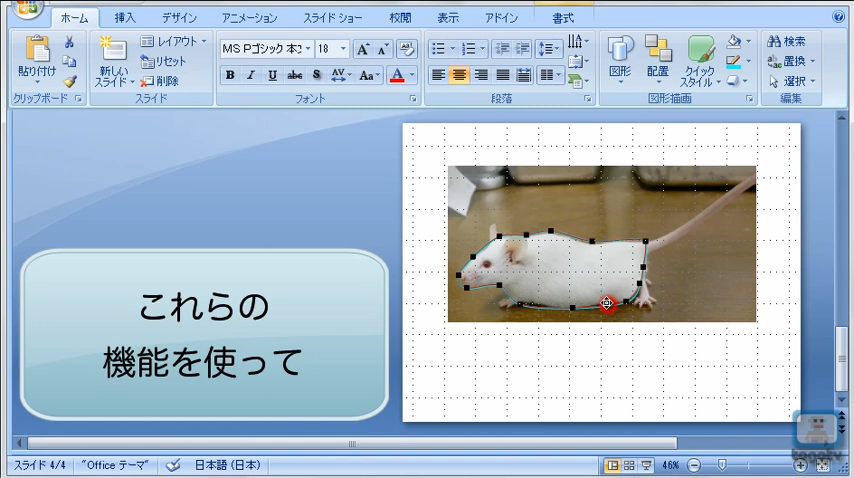 ホーム 挿入 デザイン アニメーション スライド ショー 校閲 表示 アドイン 書式
貼り付け
新しい
スライド
レイアウト
リセット
削除
MS Pゴシック 本文
18
B I U abc S AV Aa A
図形
配置
クイック
スタイル
検索
置換
選択
クリップボード スライド フォント 段落 図形描画 編集
これらの
機能を使って
スライド 4/4 "Office テーマ" 日本語 (日本) 46%
togotv